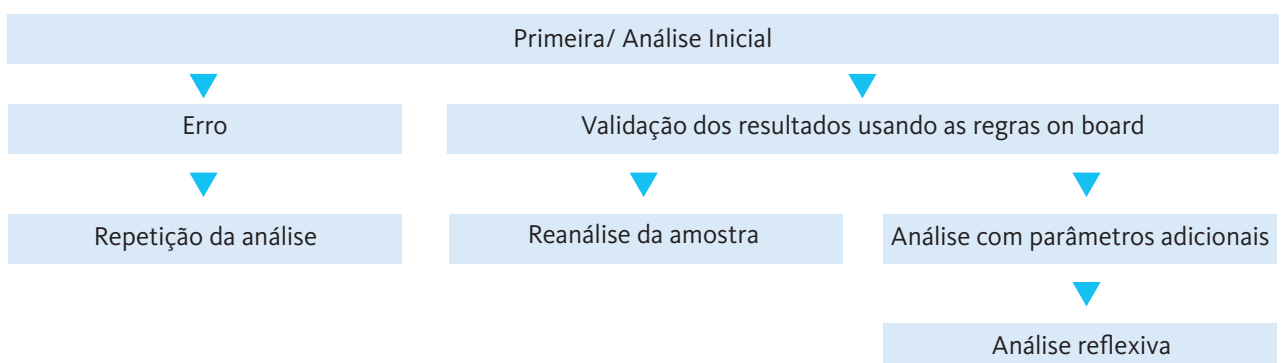 Primeira/ Análise Inicial
Erro
Validação dos resultados usando as regras on board
Repetição da análise
Reanálise da amostra
Análise com parâmetros adicionais
Análise reflexiva